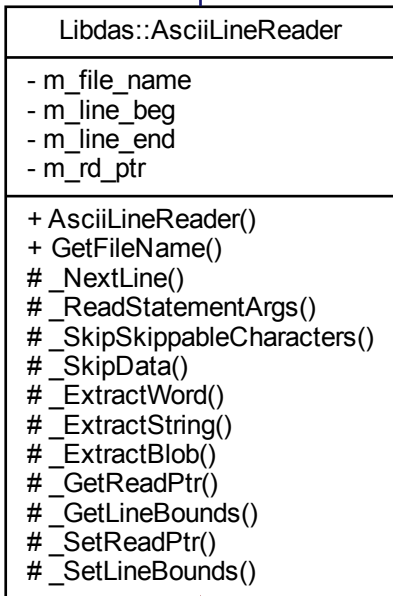 Libdas::AsciiLineReader
- m_file_name
- m_line_beg
- m_line_end
- m_rd_ptr
+ AsciiLineReader()
+ GetFileName()
# _NextLine()
# _ReadStatementArgs()
# _SkipSkippableCharacters()
# _SkipData()
# _ExtractWord()
# _ExtractString()
# _ExtractBlob()
# _GetReadPtr()
# _GetLineBounds()
# _SetReadPtr()
# _SetLineBounds()